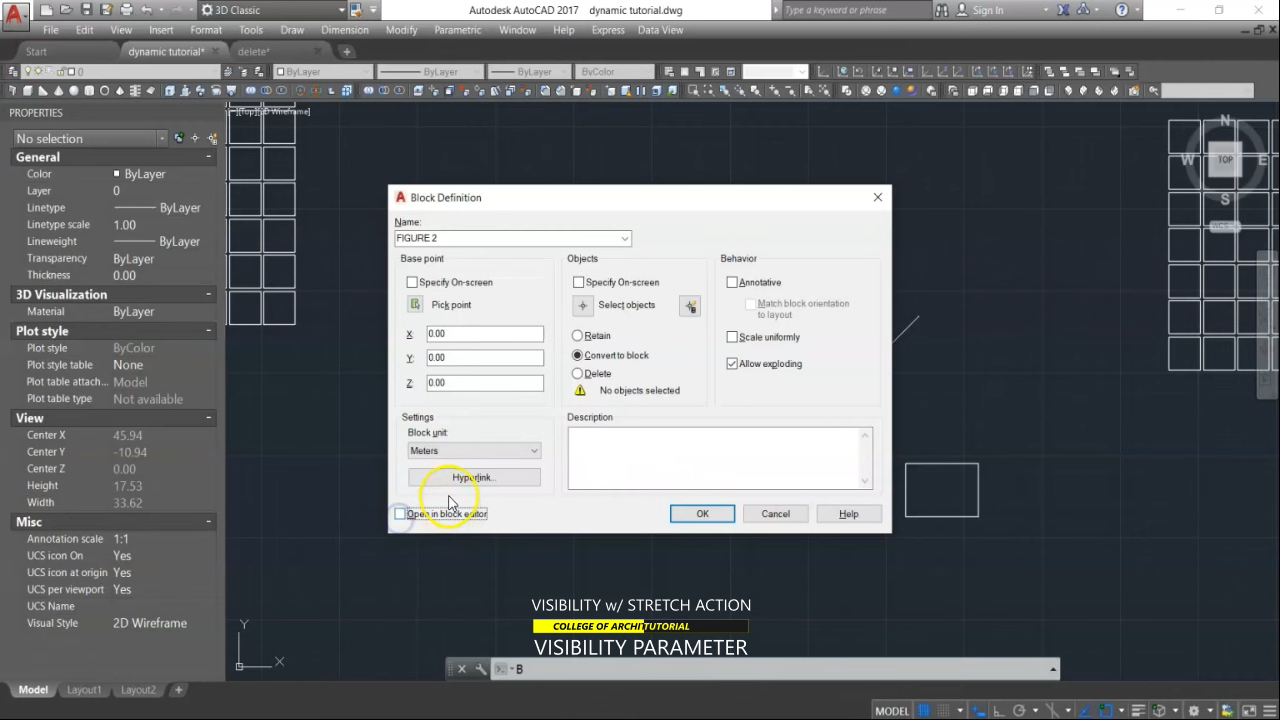 3D Classic
Autodesk AutoCAD 2017 dynamic tutorial.dwg
Type a keyword or phrase
Sign In
File Edit View Insert Format Tools Draw Dimension Modify Parametric Window Help Express Data View
Start dynamic tutorial* delete*
0 ByLayer ByLayer ByLayer ByColor
PROPERTIES
[Top][2D Wireframe]
No selection
General
Color ByLayer
Layer 0
Linetype ByLayer
Linetype scale 1.00
Lineweight ByLayer
Transparency ByLayer
Thickness 0.00
3D Visualization
Material ByLayer
Plot style
Plot style ByColor
Plot style table None
Plot table attach... Model
Plot table type Not available
View
Center X 45.94
Center Y -10.94
Center Z 0.00
Height 17.53
Width 33.62
Misc
Annotation scale 1:1
UCS icon On Yes
UCS icon at origin Yes
UCS per viewport Yes
UCS Name
Visual Style 2D Wireframe
Block Definition
Name:
FIGURE 2
Base point
Specify On-screen
Pick point
X: 0.00
Y: 0.00
Z: 0.00
Objects
Specify On-screen
Select objects
Retain
Convert to block
Delete
No objects selected
Behavior
Annotative
Match block orientation
to layout
Scale uniformly
Allow exploding
Settings
Block unit:
Meters
Hyperlink...
Description
Open in block editor
OK Cancel Help
N
W TOP E
S
Y
X
VISIBILITY w/ STRETCH ACTION
COLLEGE OF ARCHITUTORIAL
VISIBILITY PARAMETER
B
Model Layout1 Layout2
MODEL 1:1